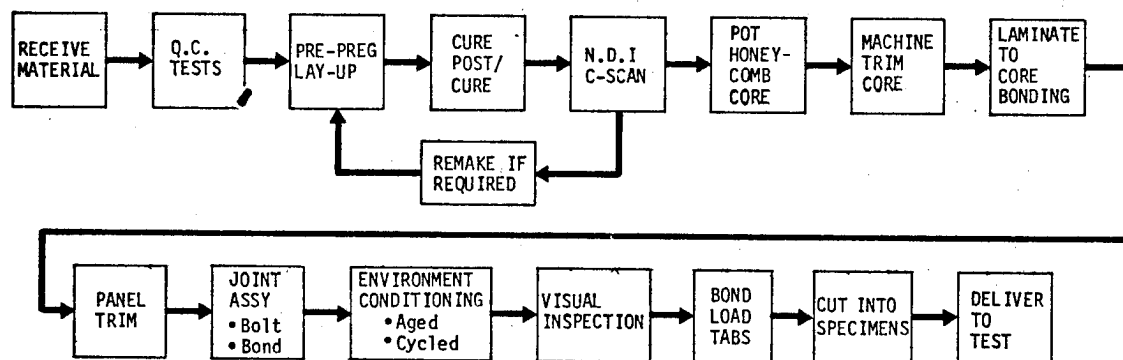 RECEIVE
MATERIAL
Q.C.
TESTS
PRE-PREG
LAY-UP
CURE
POST/
CURE
N.D.I
C-SCAN
POT
HONEY-
COMB
CORE
MACHINE
TRIM
CORE
LAMINATE
TO
CORE
BONDING
REMAKE IF
REQUIRED
PANEL
TRIM
JOINT
ASSY
• Bolt
• Bond
ENVIRONMENT
CONDITIONING
• Aged
• Cycled
VISUAL
INSPECTION
BOND
LOAD
TABS
CUT INTO
SPECIMENS
DELIVER
TO
TEST